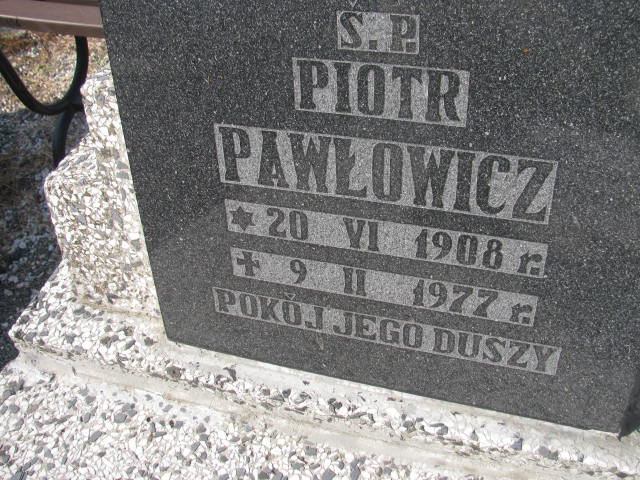 Ś. P.
PIOTR
PAWŁOWICZ
✶ 20 VI 1908 r.
✝ 9 II 1977 r.
POKÓJ JEGO DUSZY